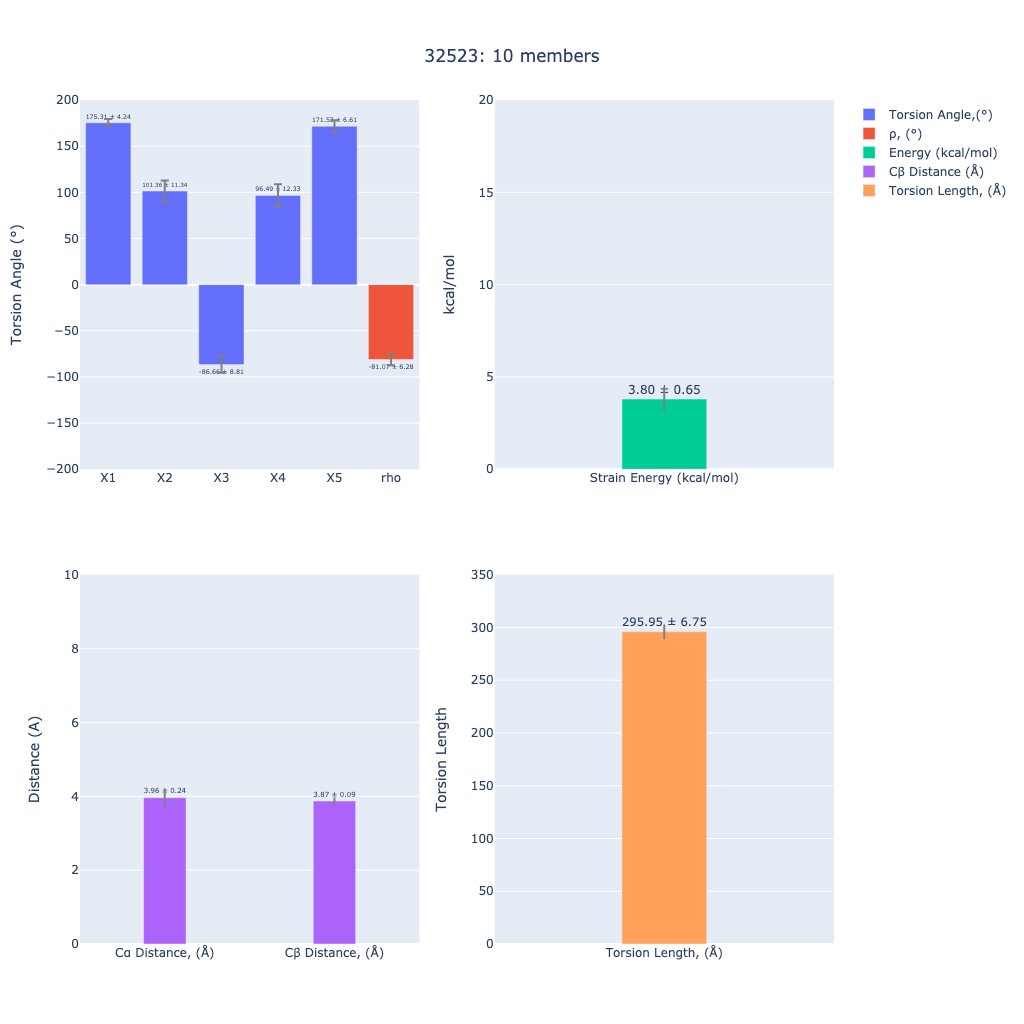 32523: 10 members
Torsion Angle (°)
200
150
100
50
0
−50
−100
−150
−200
175.31 ± 4.24
101.36 ± 11.34
-86.66 ± 8.81
96.49 ± 12.33
± 6.61
-81.07 ± 6.28
X1 X2 X3 X4 X5 rho
kcal/mol
20
15
10
5
0
3.80 ± 0.65
Strain Energy (kcal/mol)
Torsion Angle,(°)
ρ, (°)
Energy (kcal/mol)
Cβ Distance (Å)
Torsion Length, (Å)
Distance (A)
10
8
6
4
2
0
3.96 ± 0.24
3.87 ± 0.09
Cα Distance, (Å) Cβ Distance, (Å)
Torsion Length
350
300
250
200
150
100
50
0
295.95 ± 6.75
Torsion Length, (Å)